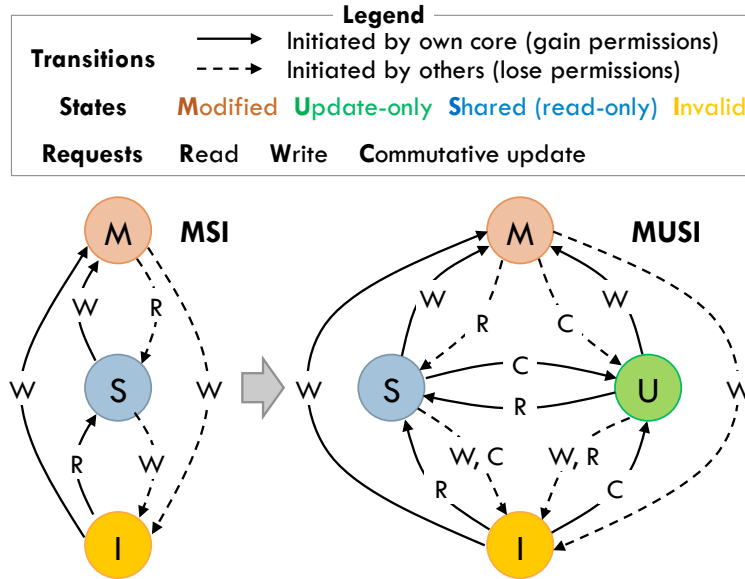 Legend
Transitions
Initiated by own core (gain permissions)
Initiated by others (lose permissions)
States Modified Update-only Shared (read-only) Invalid
Requests Read Write Commutative update
M MSI
W R
S
W W
R W
I
M MUSI
W W
R C
C
S U
R
W W
W, C W, R
R C
I